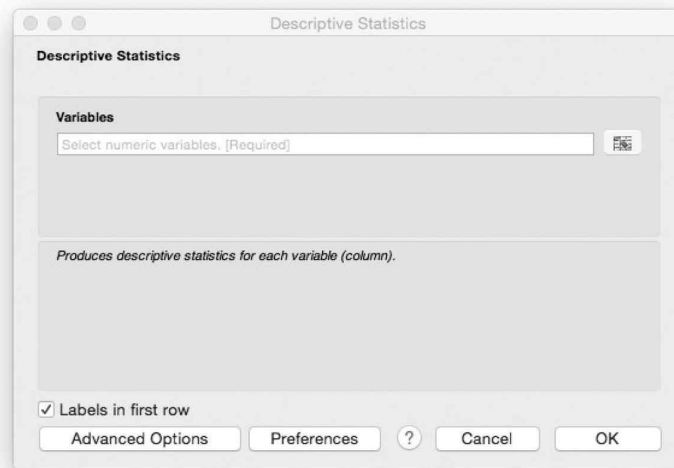 Descriptive Statistics
Descriptive Statistics
Variables
Select numeric variables. [Required]
Produces descriptive statistics for each variable (column).
Labels in first row
Advanced Options
Preferences
?
Cancel
OK